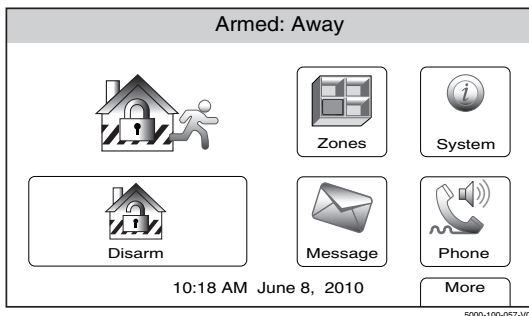 Armed: Away
Zones
System
Disarm
Message
Phone
10:18 AM June 8, 2010
More
5000-100-057-V0